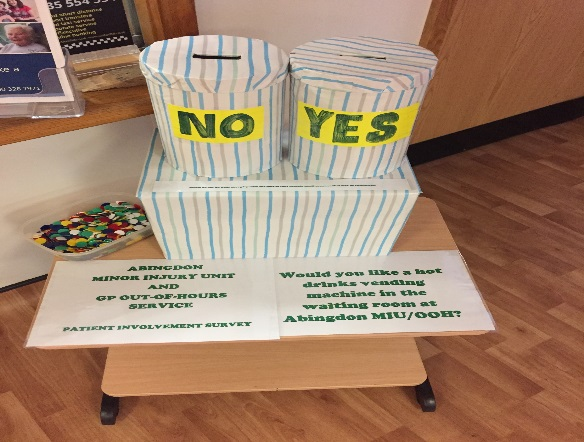 NO
YES
ABINGDON
MINOR INJURY UNIT
AND
GP OUT-OF-HOURS
SERVICE
PATIENT INVOLVEMENT SURVEY
Would you like a hot
drinks vending
machine in the
waiting room at
Abingdon MIU/OOH?